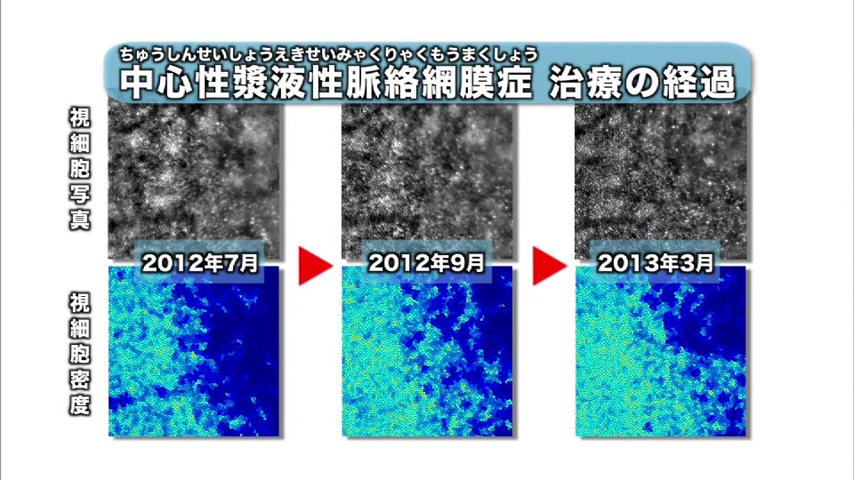 ちゅうしんせいしょうえきせいみゃくりゃくもうまくしょう
中心性漿液性脈絡網膜症 治療の経過
視細胞写真
2012年7月
2012年9月
2013年3月
視細胞密度